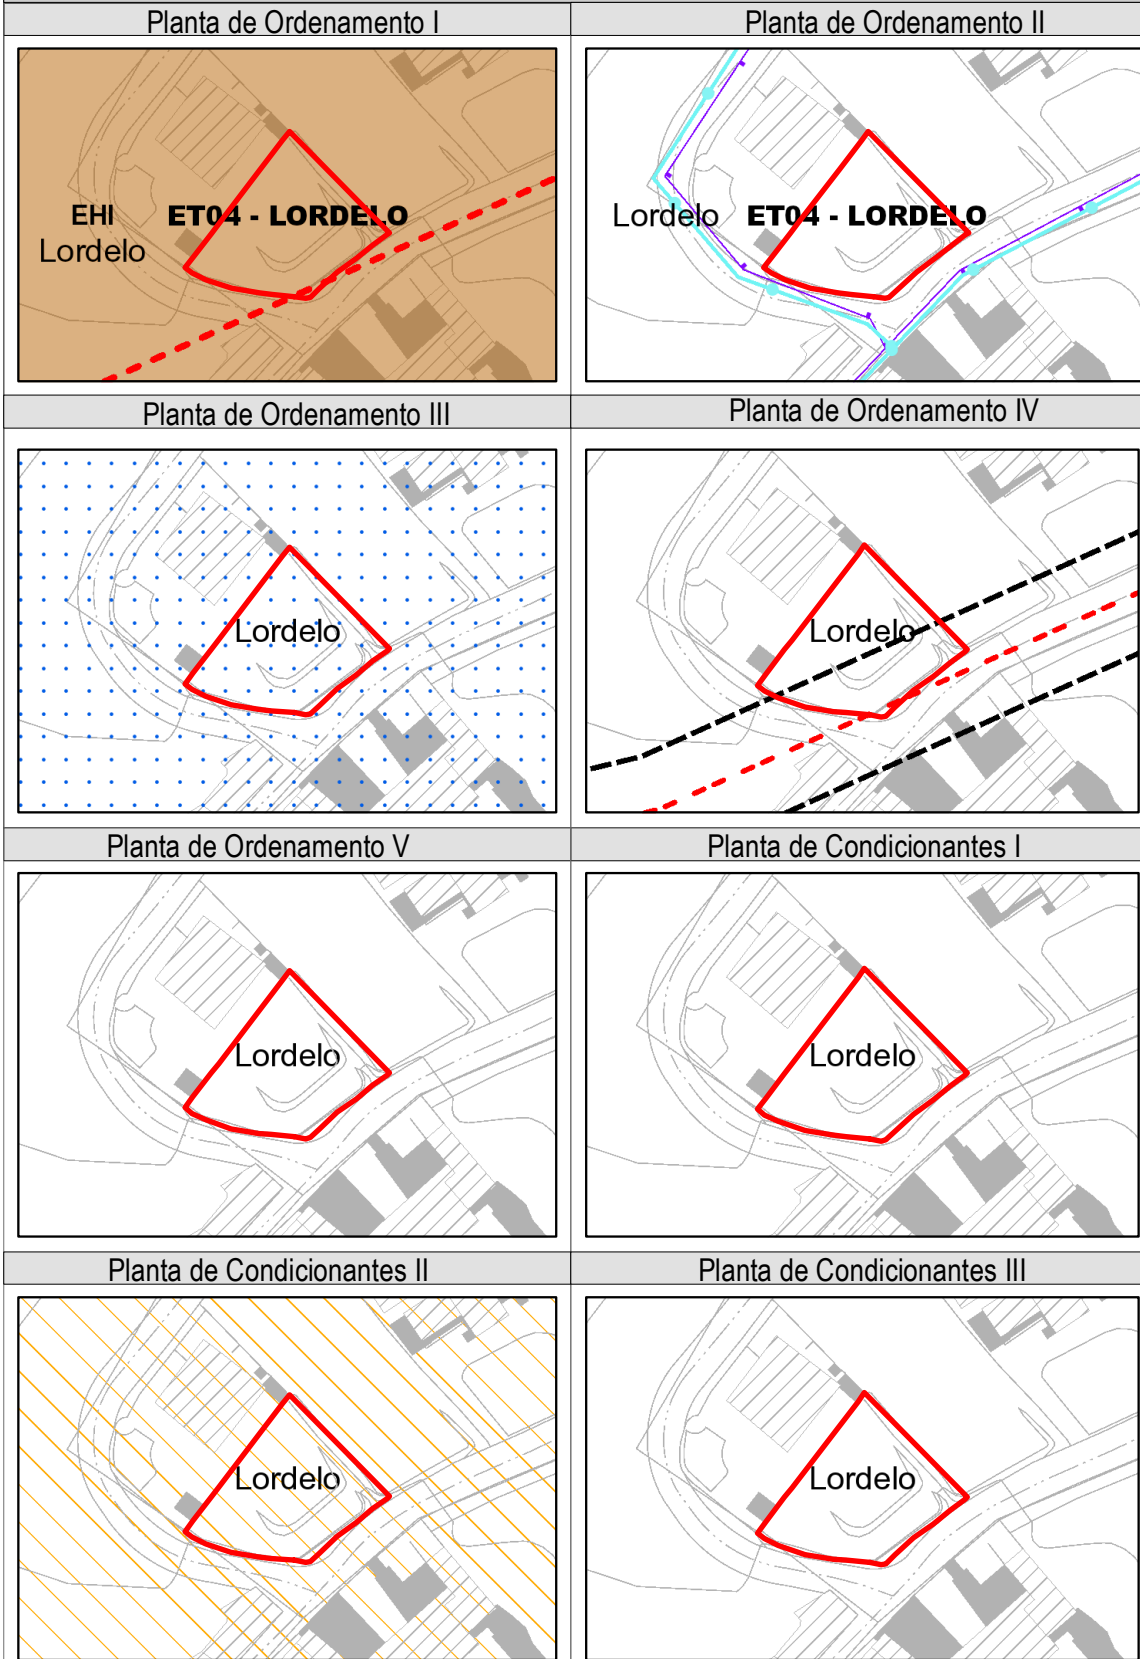 Planta de Ordenamento I
Planta de Ordenamento II
EHI
Lordelo
ET04 - LORDELO
Lordelo
ET04 - LORDELO
Planta de Ordenamento III
Planta de Ordenamento IV
Lordelo
Lordelo
Planta de Ordenamento V
Planta de Condicionantes I
Lordelo
Lordelo
Planta de Condicionantes II
Planta de Condicionantes III
Lordelo
Lordelo